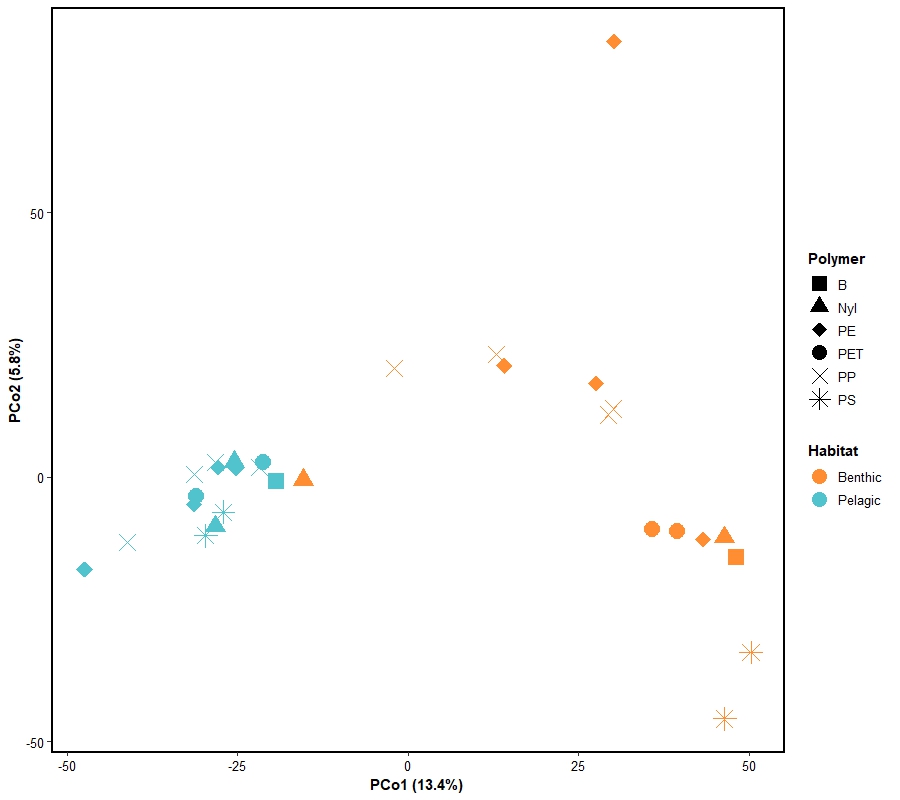 50
0
-50
-50
-25
0
25
50
PCo1 (13.4%)
PCo2 (5.8%)
Polymer
B
Nyl
PE
PET
PP
PS
Habitat
Benthic
Pelagic